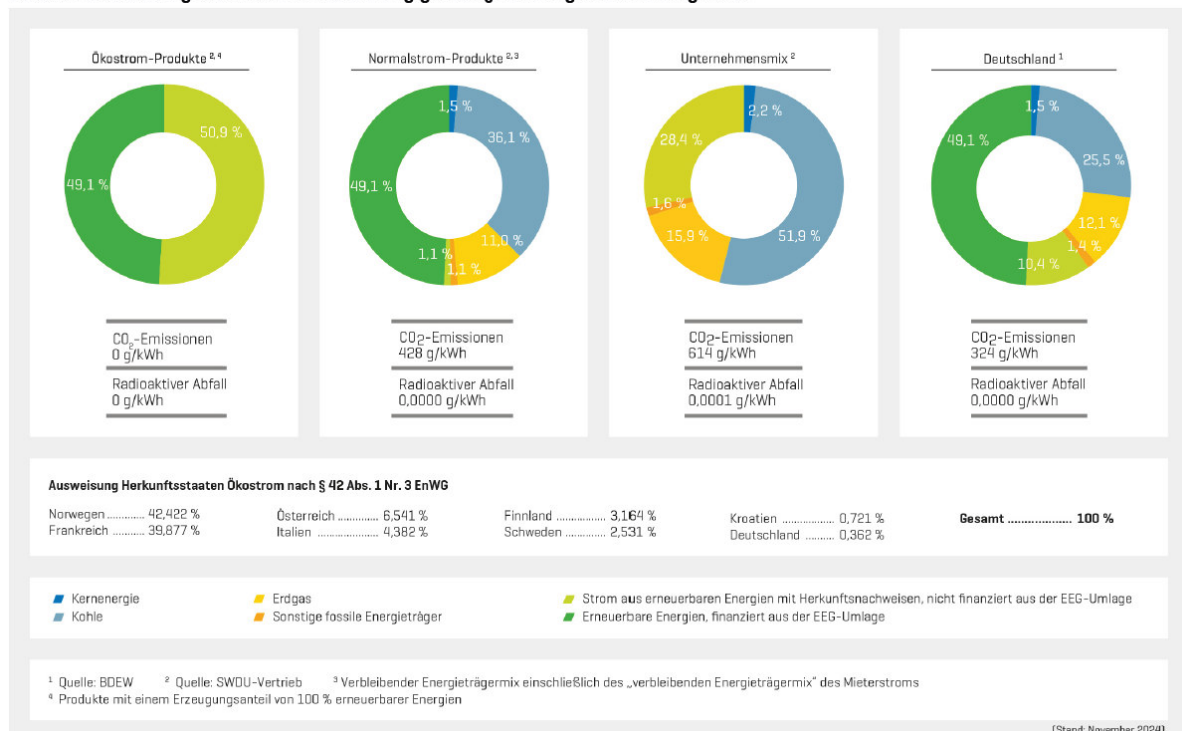 Ökostrom-Produkte ²,⁴
50,9 %
49,1 %
CO₂-Emissionen
0 g/kWh
Radioaktiver Abfall
0 g/kWh
Normalstrom-Produkte ²,³
1,5 %
36,1 %
49,1 %
11,0 %
1,1 %
1,1 %
CO₂-Emissionen
428 g/kWh
Radioaktiver Abfall
0,0000 g/kWh
Unternehmensmix ²
2,2 %
28,4 %
1,6 %
15,9 %
51,9 %
CO₂-Emissionen
614 g/kWh
Radioaktiver Abfall
0,0001 g/kWh
Deutschland ¹
1,5 %
49,1 %
25,5 %
12,1 %
1,4 %
10,4 %
CO₂-Emissionen
324 g/kWh
Radioaktiver Abfall
0,0000 g/kWh
Ausweisung Herkunftsstaaten Ökostrom nach § 42 Abs. 1 Nr. 3 EnWG
Norwegen ............. 42,422 %
Frankreich ........... 39,877 %
Österreich .............. 6,541 %
Italien ..................... 4,382 %
Finnland ................. 3,164 %
Schweden .............. 2,531 %
Kroatien .................. 0,721 %
Deutschland .......... 0,362 %
Gesamt .................... 100 %
Kernenergie
Kohle
Erdgas
Sonstige fossile Energieträger
Strom aus erneuerbaren Energien mit Herkunftsnachweisen, nicht finanziert aus der EEG-Umlage
Erneuerbare Energien, finanziert aus der EEG-Umlage
¹ Quelle: BDEW ² Quelle: SWDU-Vertrieb ³ Verbleibender Energieträgermix einschließlich des „verbleibenden Energieträgermix" des Mieterstroms
⁴ Produkte mit einem Erzeugungsanteil von 100 % erneuerbarer Energien
(Stand: November 2024)